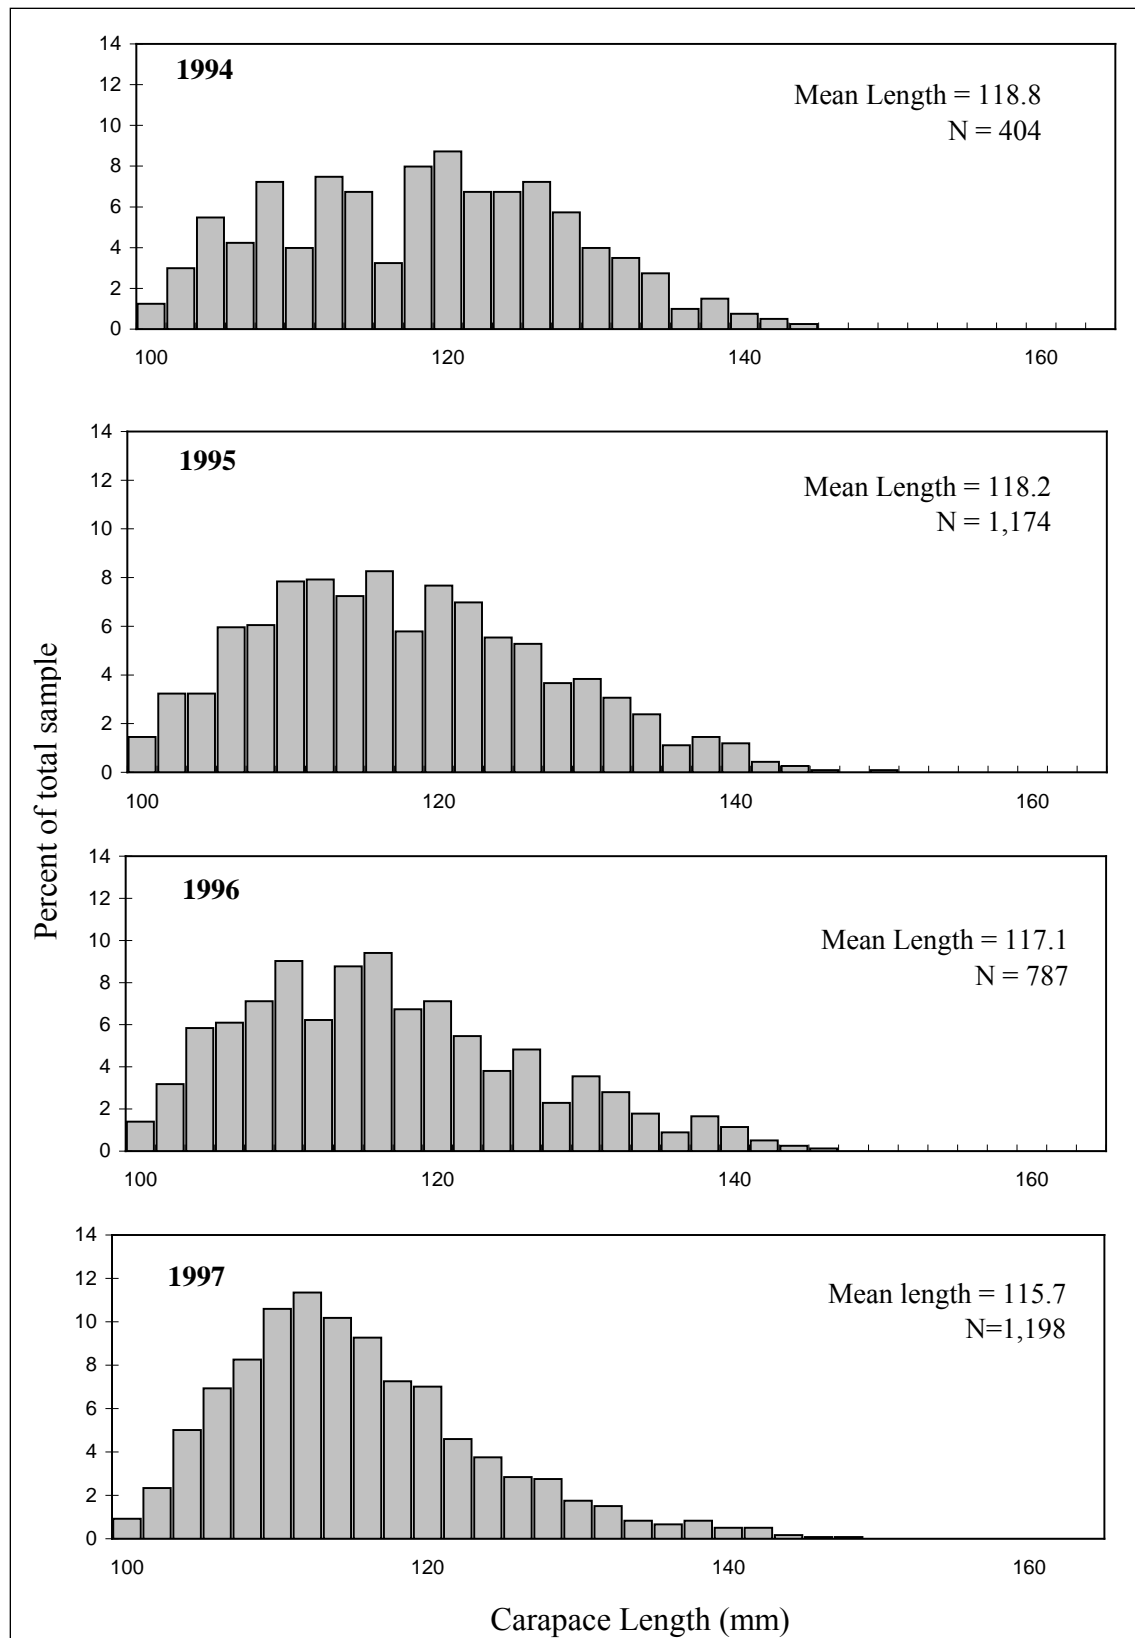 14
1994
Mean Length = 118.8
12
N = 404
10
8
6
4
2
0
100 120 140 160
14
1995
Mean Length = 118.2
12
N = 1,174
10
8
6
4
2
0
100 120 140 160
14
1996
Mean Length = 117.1
12
N = 787
10
8
6
4
2
0
100 120 140 160
14
1997
Mean length = 115.7
12
N=1,198
10
8
6
4
2
0
100 120 140 160
Percent of total sample
Carapace Length (mm)